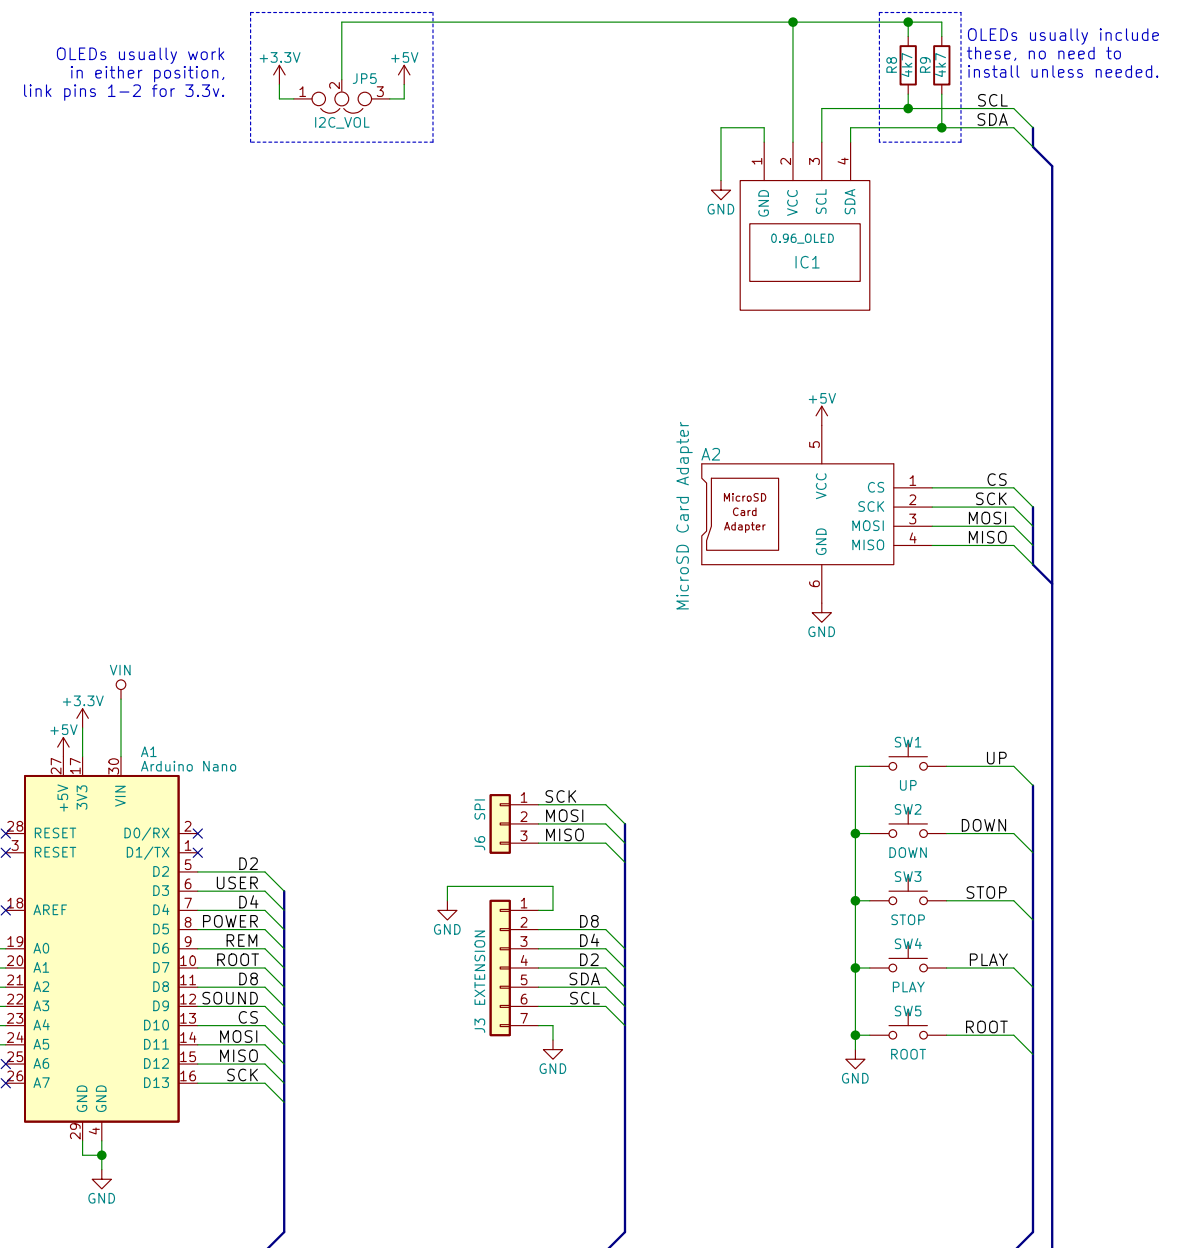 OLEDs usually work
in either position,
link pins 1-2 for 3.3v.
+3.3V
+5V
JP5
1
2
3
I2C_VOL
OLEDs usually include
these, no need to
install unless needed.
R8
4k7
R9
4k7
SCL
SDA
1
2
3
4
GND
GND
VCC
SCL
SDA
0.96_OLED
IC1
+5V
5
MicroSD Card Adapter
A2
MicroSD
Card
Adapter
VCC
GND
CS
1
CS
SCK
2
SCK
MOSI
3
MOSI
MISO
4
MISO
6
GND
VIN
+3.3V
+5V
27
17
30
A1
Arduino Nano
+5V
3V3
VIN
28
RESET
D0/RX
2
3
RESET
D1/TX
1
D2
5
D2
D3
6
USER
18
AREF
D4
7
D4
D5
8
POWER
19
A0
D6
9
REM
20
A1
D7
10
ROOT
21
A2
D8
11
D8
22
A3
D9
12
SOUND
23
A4
D10
13
CS
24
A5
D11
14
MOSI
25
A6
D12
15
MISO
26
A7
D13
16
SCK
GND
GND
29
4
GND
J6
SPI
1
SCK
2
MOSI
3
MISO
GND
J3
EXTENSION
1
2
D8
3
D4
4
D2
5
SDA
6
SCL
7
GND
SW1
UP
UP
SW2
DOWN
DOWN
SW3
STOP
STOP
SW4
PLAY
PLAY
SW5
ROOT
ROOT
GND